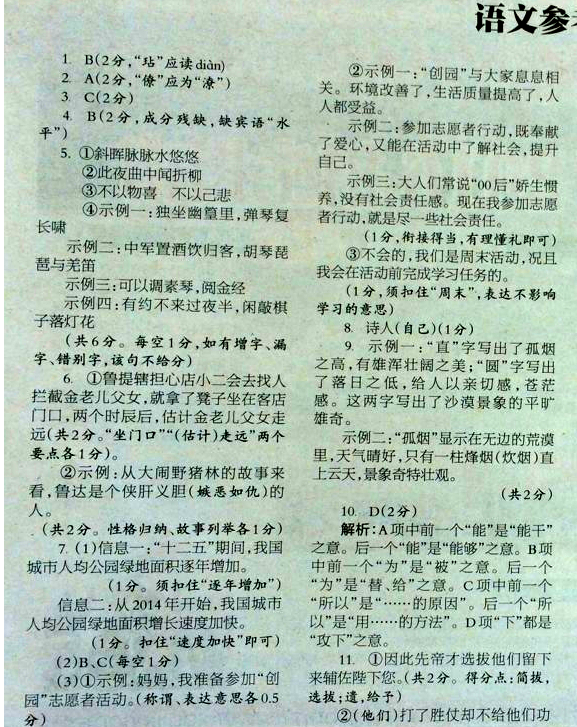 语文参
1. B(2分,“玷”应读diàn)
2. A(2分,“僚”应为“潦”)
3. C(2分)
4. B(2分,成分残缺,缺宾语“水
平”)
5. ①斜晖脉脉水悠悠
②此夜曲中闻折柳
③不以物喜 不以己悲
④示例一:独坐幽篁里,弹琴复
长啸
示例二:中军置酒饮归客,胡琴琵
琶与羌笛
示例三:可以调素琴,阅金经
示例四:有约不来过夜半,闲敲棋
子落灯花
(共6分。每空1分,如有增字、漏
字、错别字,该句不给分)
6. ①鲁提辖担心店小二会去找人
拦截金老儿父女,就拿了凳子坐在客店
门口,两个时辰后,估计金老儿父女走
远(共2分。“坐门口”“(估计)走远”两个
要点各1分)。
②示例:从大闹野猪林的故事来
看,鲁达是个侠肝义胆(嫉恶如仇)的
人。
(共2分。性格归纳、故事列举各1分)
7. (1)信息一:“十二五”期间,我国
城市人均公园绿地面积逐年增加。
(1分。须扣住“逐年增加”)
信息二:从2014年开始,我国城市
人均公园绿地面积增长速度加快。
(1分。扣住“速度加快”即可)
(2)B、C(每空1分)
(3)①示例:妈妈,我准备参加“创
园”志愿者活动。(称谓、表达意思各0.5
分)
②示例一:“创园”与大家息息相
关。环境改善了,生活质量提高了,人
人都受益。
示例二:参加志愿者行动,既奉献
了爱心,又能在活动中了解社会,提升
自己。
示例三:大人们常说“00后”娇生惯
养,没有社会责任感。现在我参加志愿
者行动,就是尽一些社会责任。
(1分,衔接得当,有理懂礼即可)
③不会的,我们是周末活动,况且
我会在活动前完成学习任务的。
(1分,须扣住“周末”,表达不影响
学习的意思)
8. 诗人(自己)(1分)
9. 示例一:“直”字写出了孤烟
之高,有雄浑壮阔之美;“圆”字写出
了落日之低,给人以亲切感,苍茫
感。这两字写出了沙漠景象的平旷
雄奇。
示例二:“孤烟”显示在无边的荒漠
里,天气晴好,只有一柱烽烟(炊烟)直
上云天,景象奇特壮观。
(共2分)
10. D(2分)
解析:A项中前一个“能”是“能干”
之意。后一个“能”是“能够”之意。B项
中前一个“为”是“被”之意。后一个
“为”是“替、给”之意。C项中前一个
“所以”是“……的原因”。后一个“所
以”是“用……的方法”。D项“下”都是
“攻下”之意。
11. ①因此先帝才选拔他们留下
来辅佐陛下您。(共2分。得分点:简拔,
选拔;遗,给予)
②(他们)打了胜仗却不给他们功